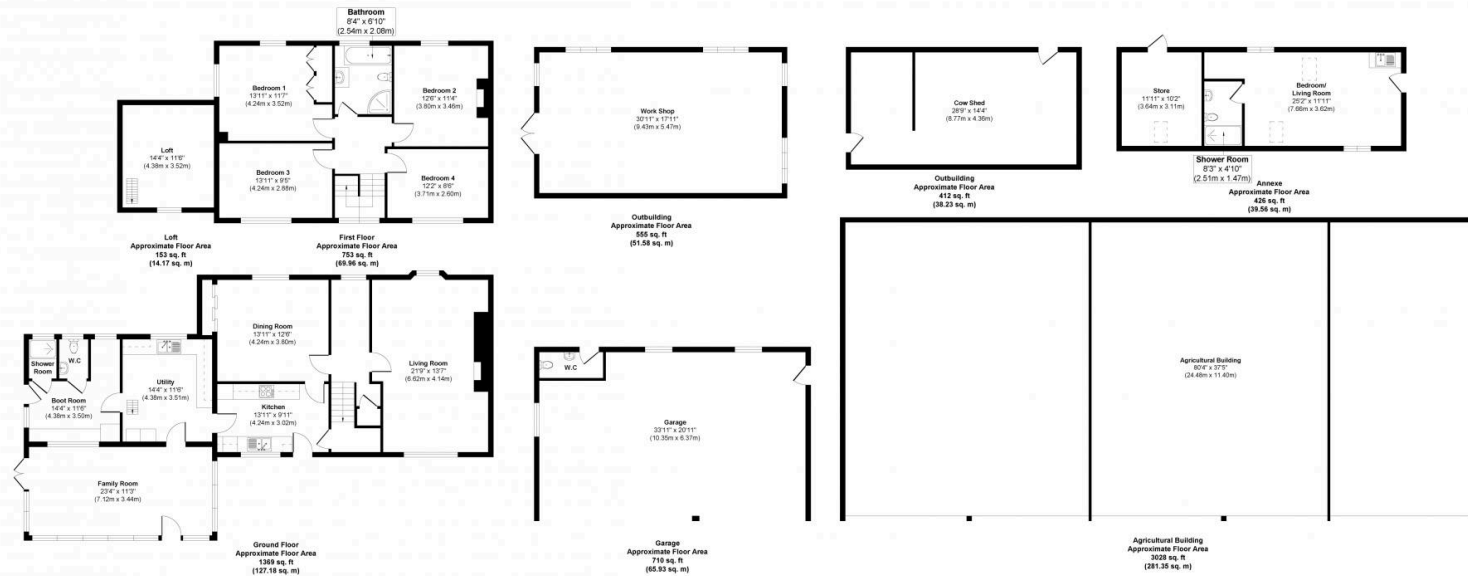 Bathroom
8'4" x 6'10"
(2.54m x 2.08m)
Bedroom 1
13'11" x 11'7"
(4.24m x 3.52m)
Bedroom 2
12'6" x 11'4"
(3.80m x 3.46m)
Loft
14'4" x 11'6"
(4.38m x 3.52m)
Bedroom 3
13'11" x 9'5"
(4.24m x 2.88m)
Bedroom 4
12'2" x 8'6"
(3.71m x 2.60m)
Loft
Approximate Floor Area
153 sq. ft
(14.17 sq. m)
First Floor
Approximate Floor Area
753 sq. ft
(69.96 sq. m)
Work Shop
30'11" x 17'11"
(9.43m x 5.47m)
Outbuilding
Approximate Floor Area
555 sq. ft
(51.58 sq. m)
Cow Shed
28'9" x 14'4"
(8.77m x 4.36m)
Outbuilding
Approximate Floor Area
412 sq. ft
(38.23 sq. m)
Store
11'11" x 10'2"
(3.64m x 3.11m)
Bedroom/
Living Room
25'2" x 11'11"
(7.66m x 3.62m)
Shower Room
8'3" x 4'10"
(2.51m x 1.47m)
Annexe
Approximate Floor Area
426 sq. ft
(39.56 sq. m)
Shower
Room
W.C
Boot Room
14'4" x 11'6"
(4.38m x 3.50m)
Utility
14'4" x 11'6"
(4.38m x 3.51m)
Dining Room
13'11" x 12'6"
(4.24m x 3.80m)
Kitchen
13'11" x 9'11"
(4.24m x 3.02m)
Living Room
21'9" x 13'7"
(6.62m x 4.14m)
Family Room
23'4" x 11'3"
(7.12m x 3.44m)
Ground Floor
Approximate Floor Area
1369 sq. ft
(127.18 sq. m)
W.C
Garage
33'11" x 20'11"
(10.35m x 6.37m)
Garage
Approximate Floor Area
710 sq. ft
(65.93 sq. m)
Agricultural Building
80'4" x 37'5"
(24.48m x 11.40m)
Agricultural Building
Approximate Floor Area
3028 sq. ft
(281.35 sq. m)